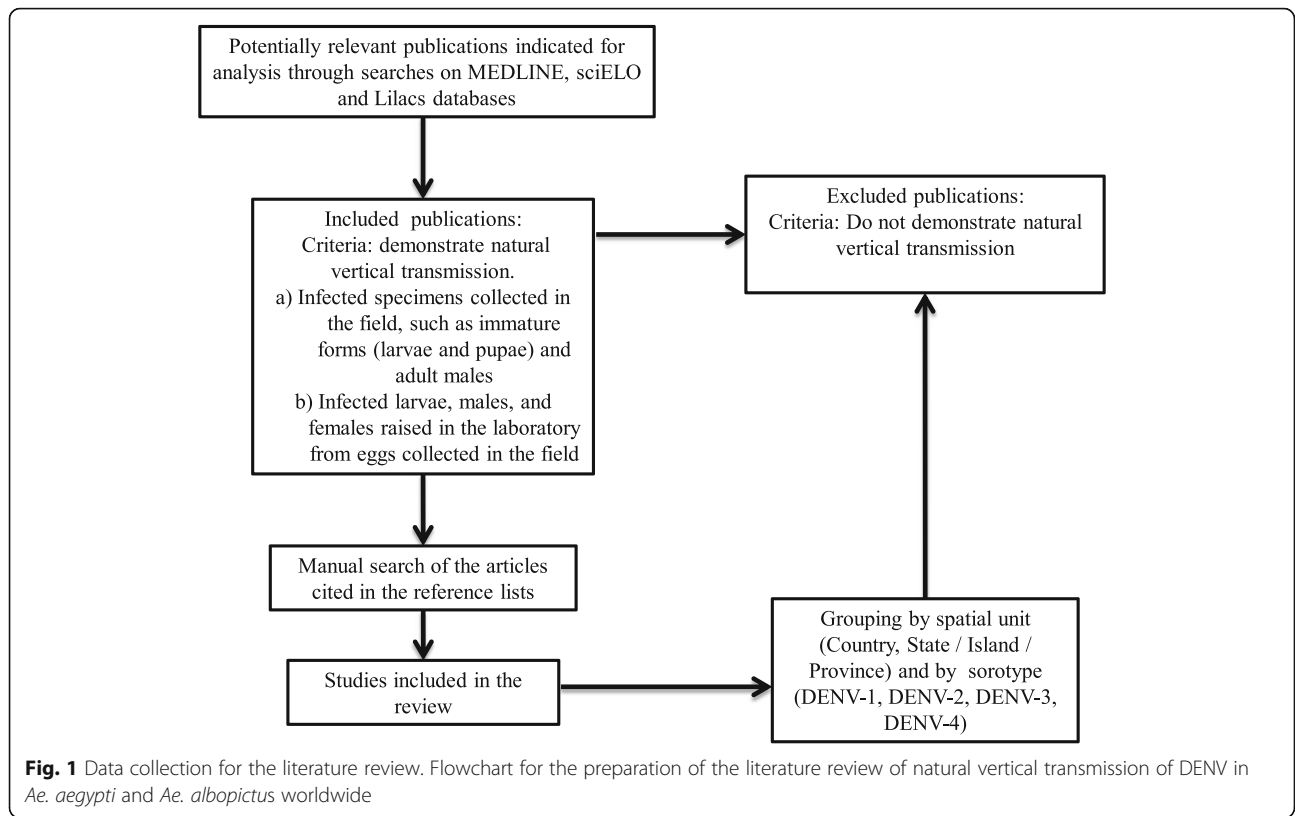 Potentially relevant publications indicated for
analysis through searches on MEDLINE, sciELO
and Lilacs databases
Included publications:
Criteria: demonstrate natural
vertical transmission.
a) Infected specimens collected in
the field, such as immature
forms (larvae and pupae) and
adult males
b) Infected larvae, males, and
females raised in the laboratory
from eggs collected in the field
Excluded publications:
Criteria: Do not demonstrate natural
vertical transmission
Manual search of the articles
cited in the reference lists
Studies included in the
review
Grouping by spatial unit
(Country, State / Island /
Province) and by sorotype
(DENV-1, DENV-2, DENV-3,
DENV-4)
Fig. 1 Data collection for the literature review. Flowchart for the preparation of the literature review of natural vertical transmission of DENV in
Ae. aegypti and Ae. albopictus worldwide